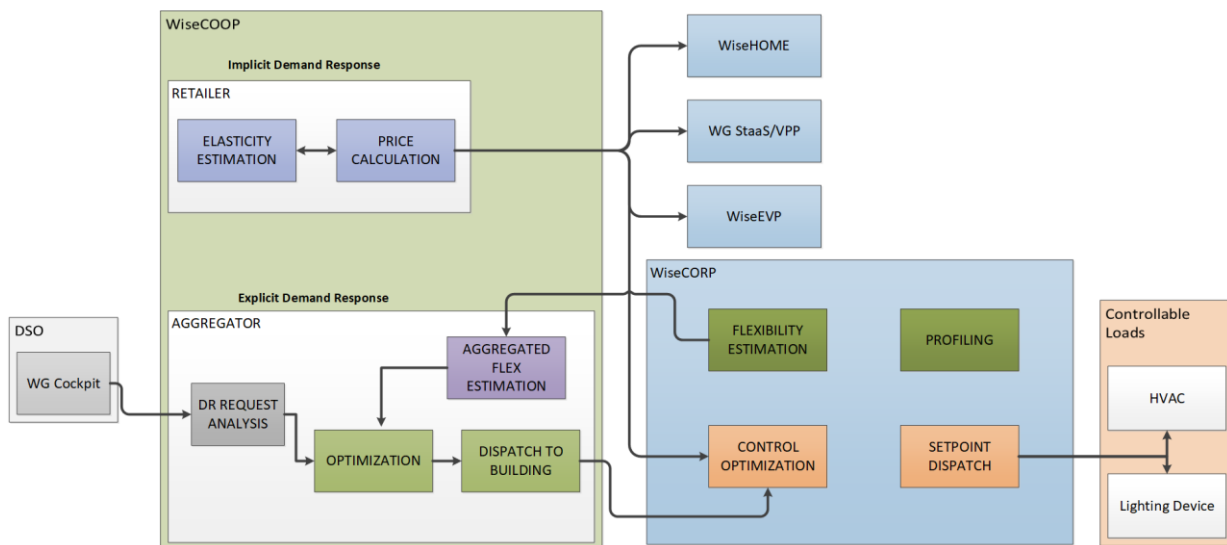 WiseCOOP
Implicit Demand Response
RETAILER
ELASTICITY
ESTIMATION
PRICE
CALCULATION
WiseHOME
WG StaaS/VPP
WiseEVP
Explicit Demand Response
AGGREGATOR
AGGREGATED
FLEX
ESTIMATION
DSO
WG Cockpit
DR REQUEST
ANALYSIS
OPTIMIZATION
DISPATCH TO
BUILDING
WiseCORP
FLEXIBILITY
ESTIMATION
PROFILING
CONTROL
OPTIMIZATION
SETPOINT
DISPATCH
Controllable
Loads
HVAC
Lighting Device